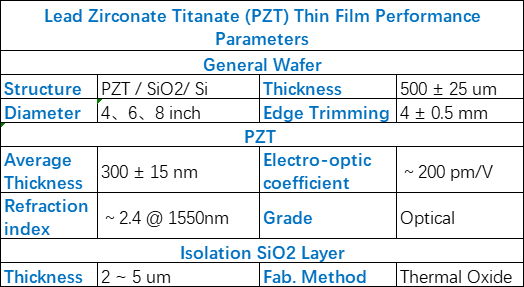 Lead Zirconate Titanate (PZT) Thin Film Performance
Parameters
General Wafer
Structure PZT / SiO2/ Si Thickness 500 ± 25 um
Diameter 4、6、8 inch Edge Trimming 4 ± 0.5 mm
PZT
Average Thickness 300 ± 15 nm Electro-optic coefficient ~ 200 pm/V
Refraction index ~ 2.4 @ 1550nm Grade Optical
Isolation SiO2 Layer
Thickness 2 ~ 5 um Fab. Method Thermal Oxide